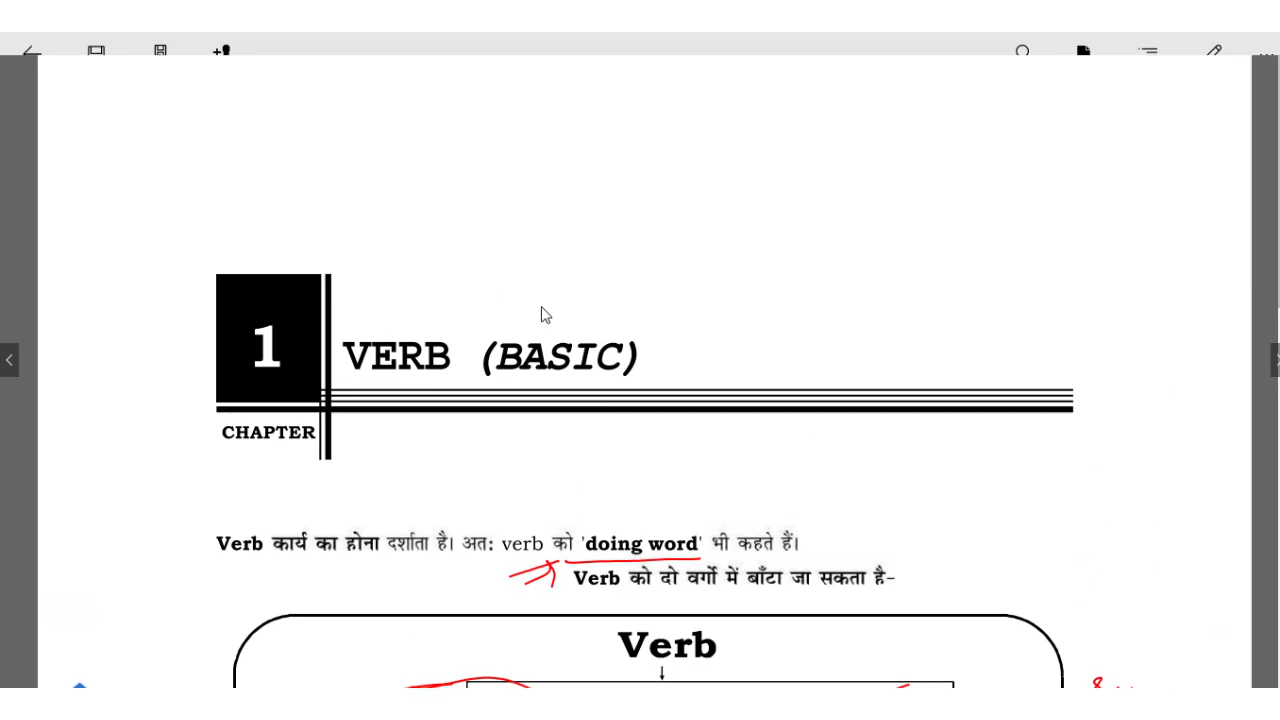 1
VERB (BASIC)
CHAPTER
Verb कार्य का होना दर्शाता है। अत: verb को 'doing word' भी कहते हैं।
Verb को दो वर्गो में बाँटा जा सकता है-
Verb